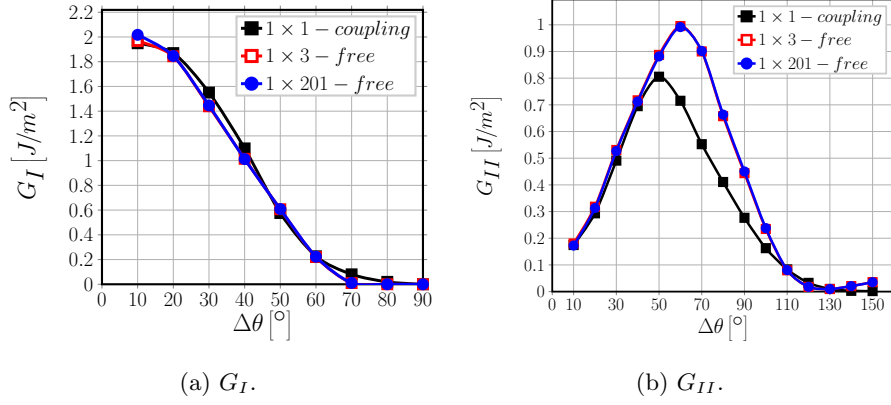 G_I [J/m^2]
2.2
2
1.8
1.6
1.4
1.2
1
0.8
0.6
0.4
0.2
0
0 10 20 30 40 50 60 70 80 90
Δθ [°]
1 × 1 − coupling
1 × 3 − free
1 × 201 − free
(a) G_I.
G_II [J/m^2]
1
0.9
0.8
0.7
0.6
0.5
0.4
0.3
0.2
0.1
0
0 10 30 50 70 90 110 130 150
Δθ [°]
1 × 1 − coupling
1 × 3 − free
1 × 201 − free
(b) G_II.